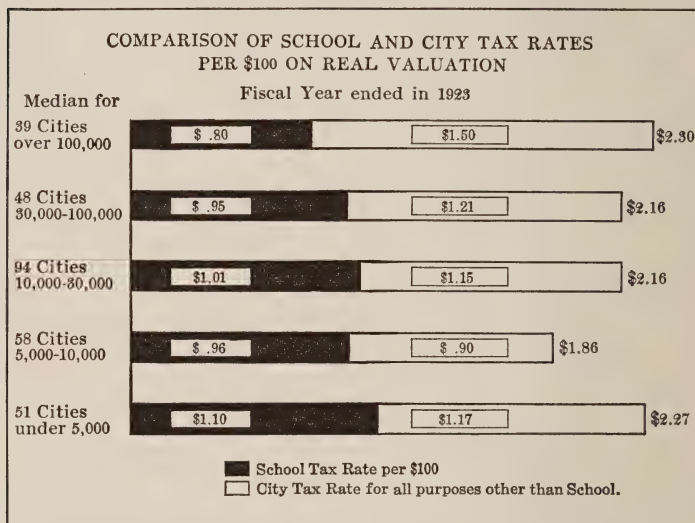 COMPARISON OF SCHOOL AND CITY TAX RATES
PER $100 ON REAL VALUATION
Fiscal Year ended in 1923
Median for
39 Cities
over 100,000
$ .80
$1.50
$2.30
48 Cities
30,000-100,000
$ .95
$1.21
$2.16
94 Cities
10,000-30,000
$1.01
$1.15
$2.16
58 Cities
5,000-10,000
$ .96
$ .90
$1.86
51 Cities
under 5,000
$1.10
$1.17
$2.27
School Tax Rate per $100
City Tax Rate for all purposes other than School.